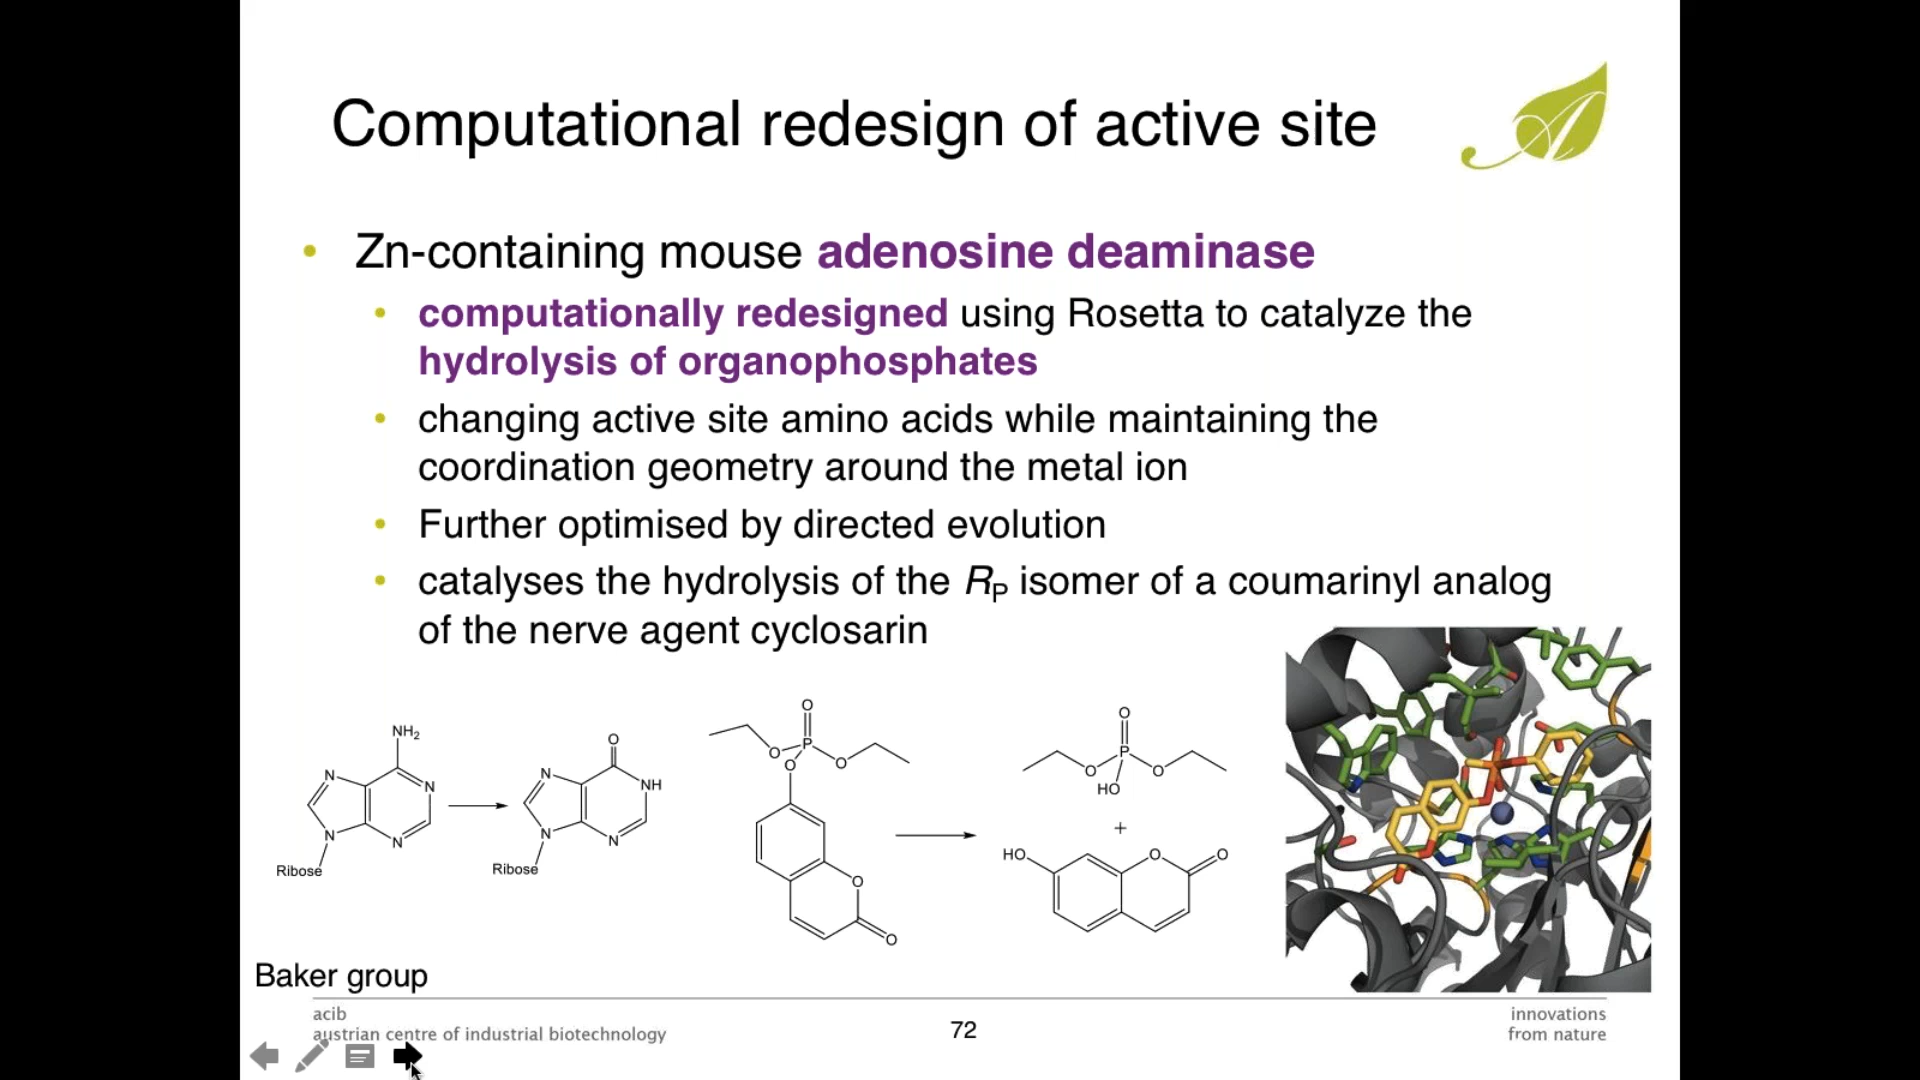 Computational redesign of active site
• Zn-containing mouse adenosine deaminase
• computationally redesigned using Rosetta to catalyze the
hydrolysis of organophosphates
• changing active site amino acids while maintaining the
coordination geometry around the metal ion
• Further optimised by directed evolution
• catalyses the hydrolysis of the RP isomer of a coumarinyl analog
of the nerve agent cyclosarin
NH2
N
N
N
N
Ribose
O
N
NH
N
N
Ribose
O
O
P
O
O
O
O
O
P
O
O
HO
+
HO
O
O
Baker group
acib
austrian centre of industrial biotechnology
72
innovations
from nature